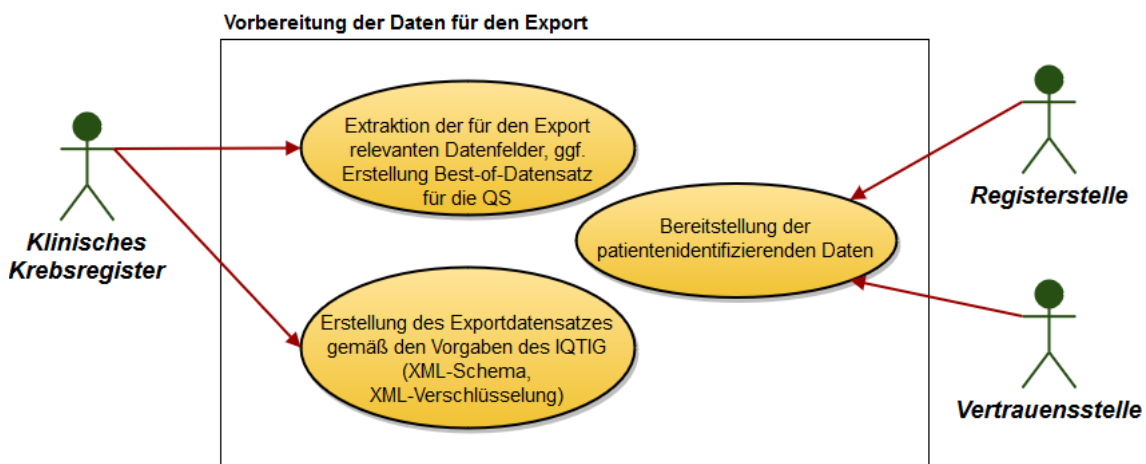 Vorbereitung der Daten für den Export
Extraktion der für den Export
relevanten Datenfelder, ggf.
Erstellung Best-of-Datensatz
für die QS
Klinisches
Krebsregister
Bereitstellung der
patientenidentifizierenden Daten
Registerstelle
Erstellung des Exportdatensatzes
gemäß den Vorgaben des IQTIG
(XML-Schema,
XML-Verschlüsselung)
Vertrauensstelle